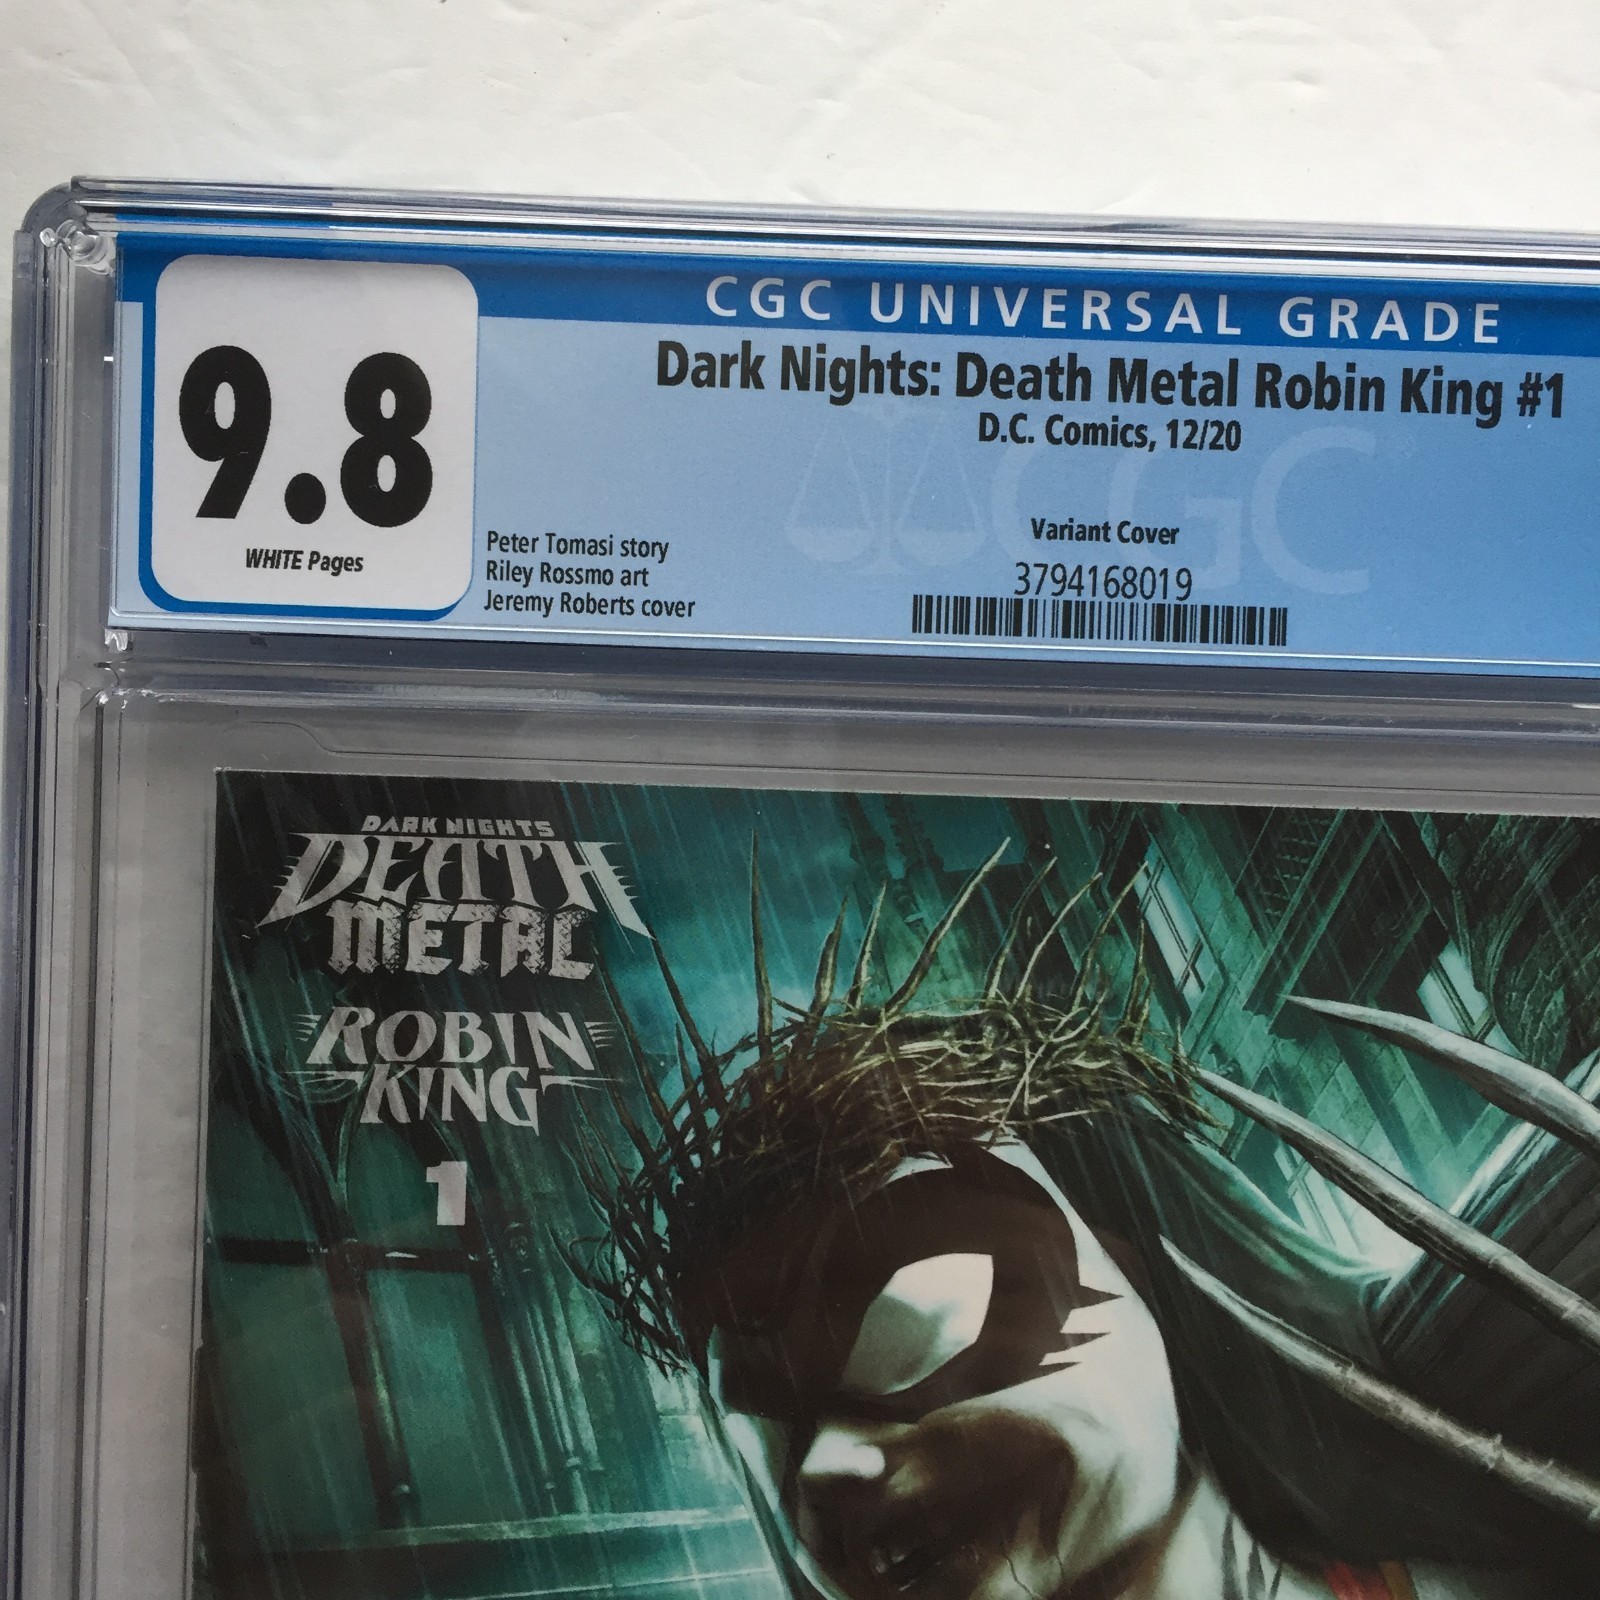 CGC UNIVERSAL GRADE
9.8
WHITE Pages
Dark Nights: Death Metal Robin King #1
D.C. Comics, 12/20
Peter Tomasi story
Riley Rossmo art
Jeremy Roberts cover
Variant Cover
3794168019
CGC
DARK NIGHTS
DEATH
METAL
ROBIN
KING
1